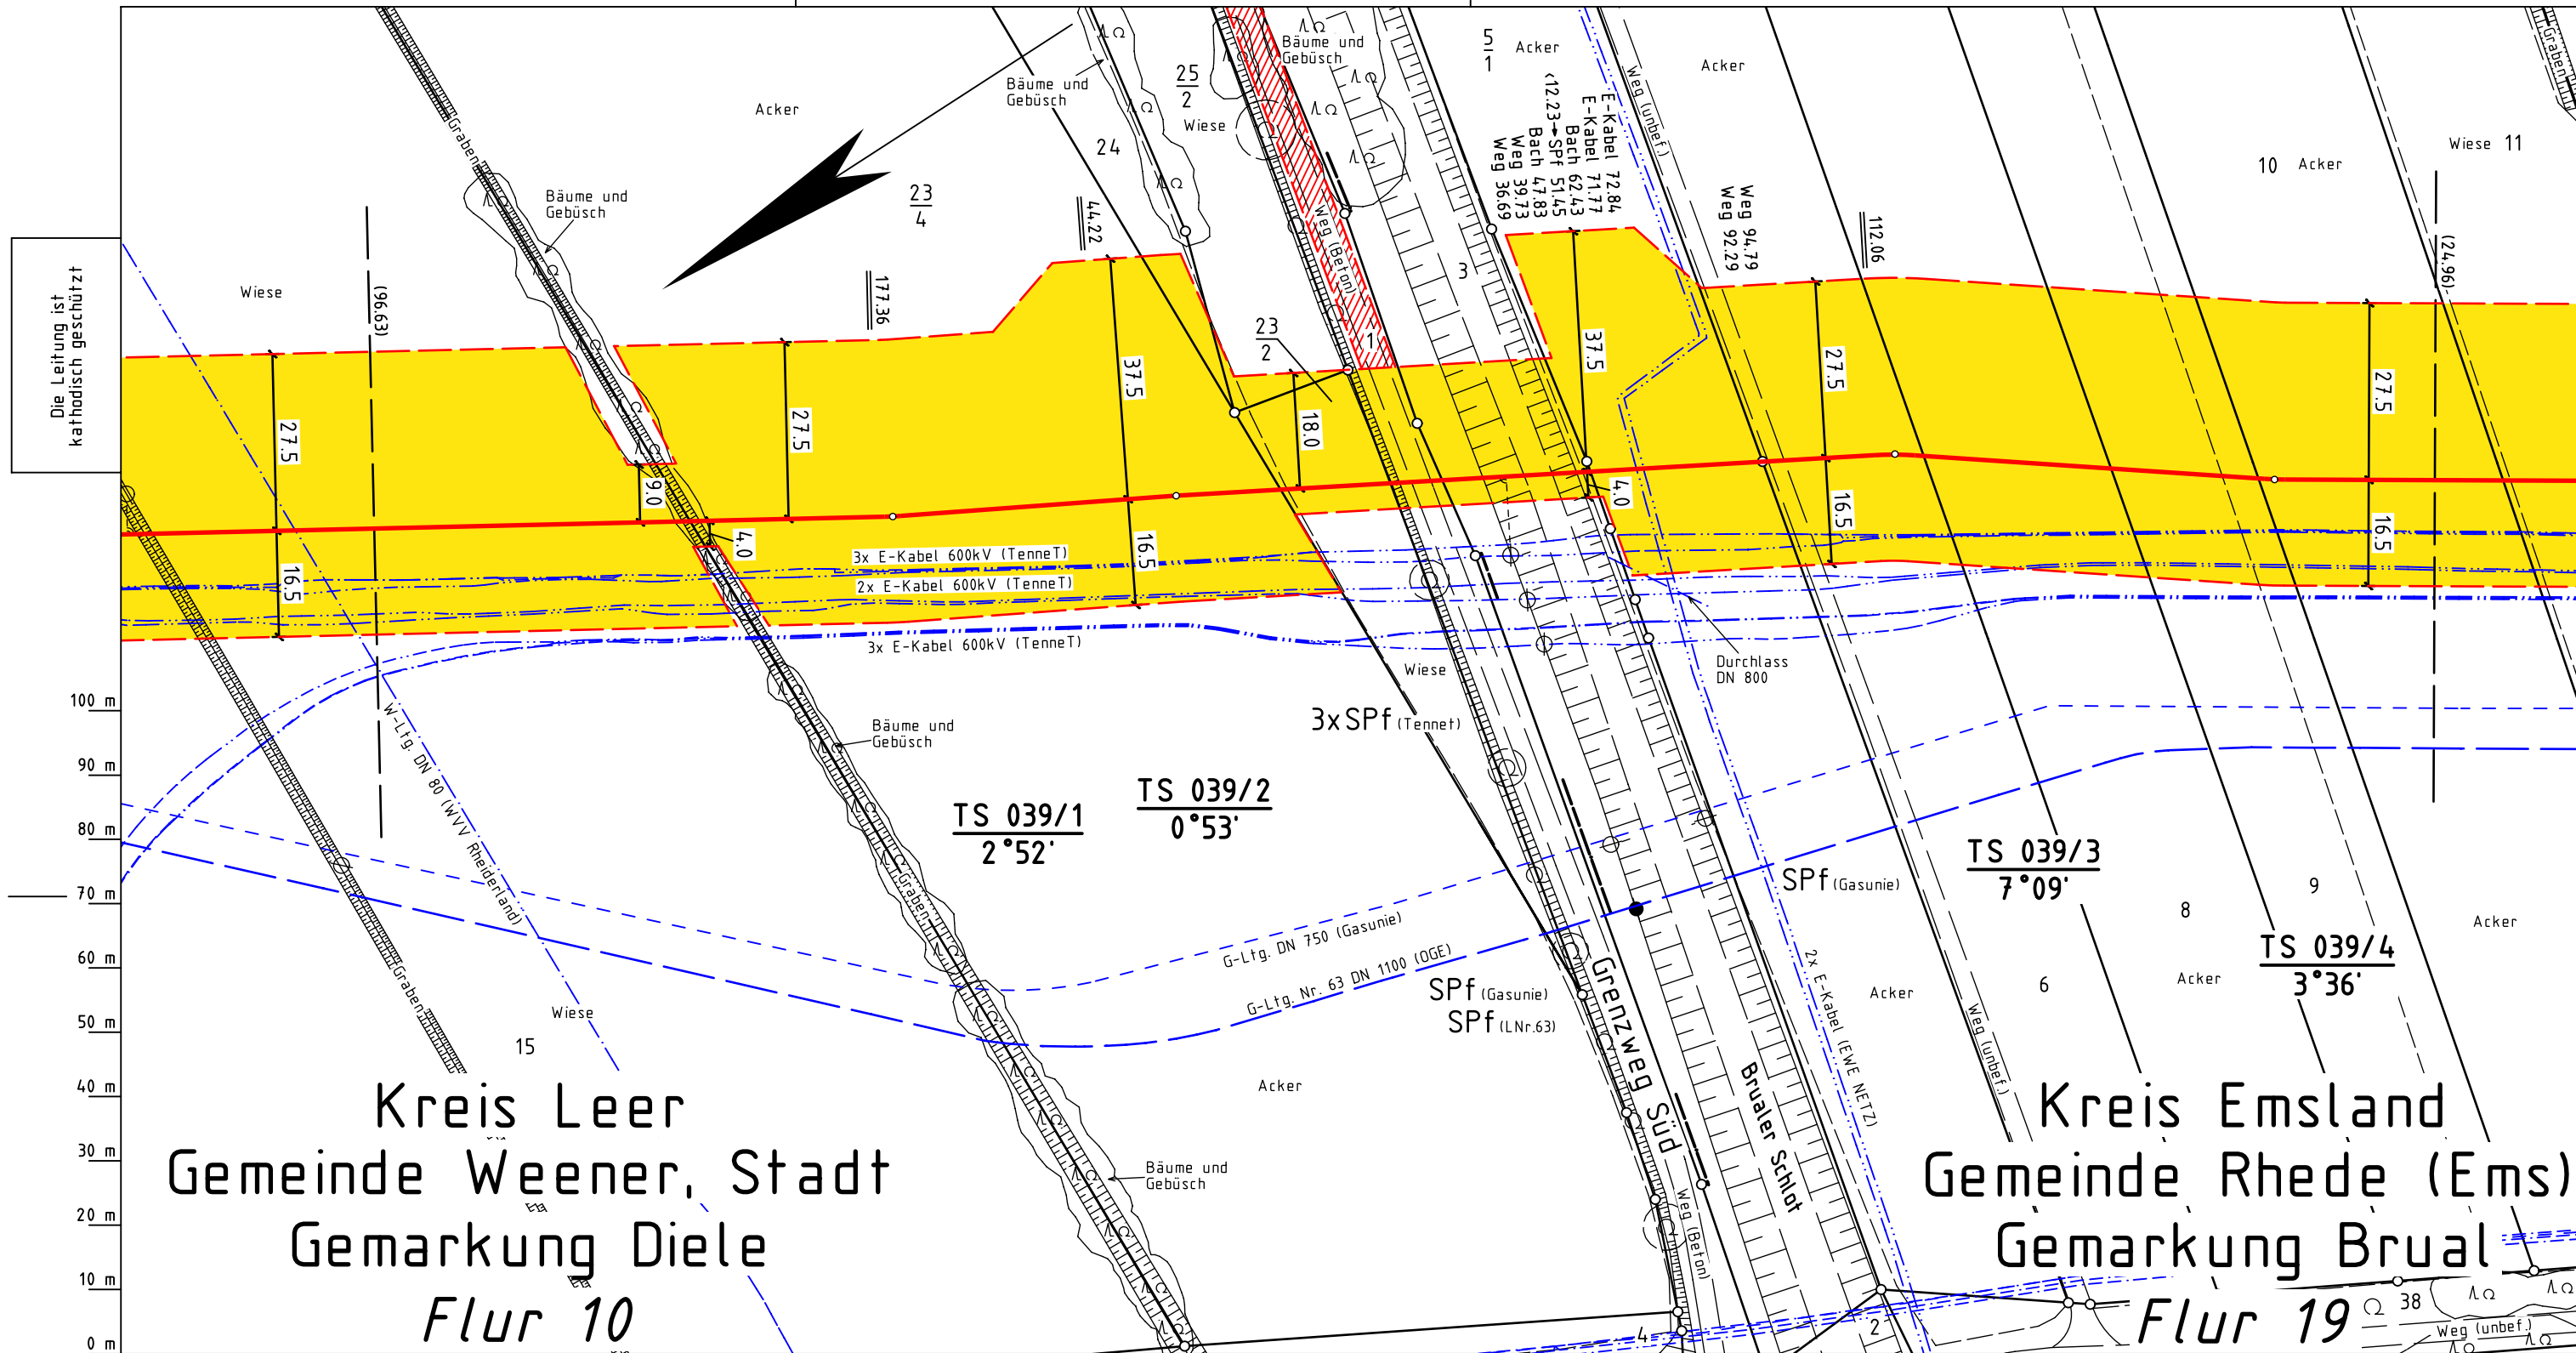 Die Leitung ist
kathodisch geschützt
Wiese
(96.63)
Graben
Bäume und
Gebüsch
Acker
23
4
177.36
44.22
24
Bäume und
Gebüsch
25
2
Wiese
Bäume und
Gebüsch
Weg (Beton)
1
23
2
3
5
1
Acker
Weg 36.69
Weg 39.73
Bach 47.83
<12.23→SPf 51.45
Bach 62.43
E-Kabel 71.77
E-Kabel 72.84
Weg (unbef.)
Acker
Weg 92.29
Weg 94.79
112.06
10
Acker
Wiese
11
(24.96)
Graben
27.5
16.5
9.0
4.0
27.5
37.5
16.5
18.0
37.5
4.0
27.5
16.5
27.5
16.5
3x E-Kabel 600kV (TenneT)
2x E-Kabel 600kV (TenneT)
3x E-Kabel 600kV (TenneT)
Wiese
Durchlass
DN 800
3xSPf (Tennet)
W-Ltg. DN 80 (WVV Rheiderland)
Bäume und
Gebüsch
TS 039/1
2°52'
TS 039/2
0°53'
TS 039/3
7°09'
TS 039/4
3°36'
SPf (Gasunie)
G-Ltg. DN 750 (Gasunie)
G-Ltg. Nr. 63 DN 1100 (OGE)
SPf (Gasunie)
SPf (LNr.63)
Graben
Graben
Wiese
15
Acker
Grenzweg Süd
Brualer Schlot
2x E-Kabel (EWE NETZ)
Weg (unbef.)
Acker
6
8
Acker
9
Acker
Bäume und
Gebüsch
Weg (Beton)
100 m
90 m
80 m
70 m
60 m
50 m
40 m
30 m
20 m
10 m
0 m
Kreis Leer
Gemeinde Weener, Stadt
Gemarkung Diele
Flur 10
Kreis Emsland
Gemeinde Rhede (Ems)
Gemarkung Brual
Flur 19
4
2
38
Weg (unbef.)